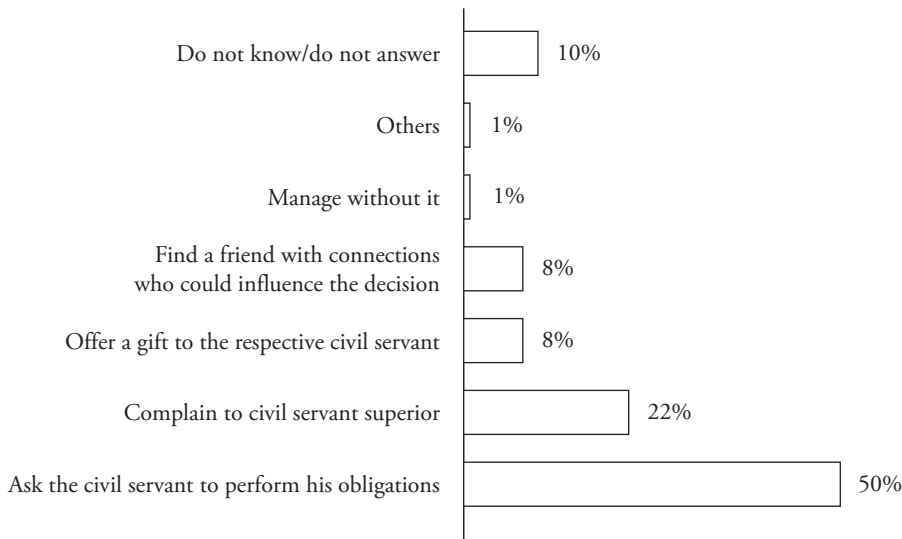 Do not know/do not answer 10%
Others 1%
Manage without it 1%
Find a friend with connections
who could influence the decision 8%
Offer a gift to the respective civil servant 8%
Complain to civil servant superior 22%
Ask the civil servant to perform his obligations 50%